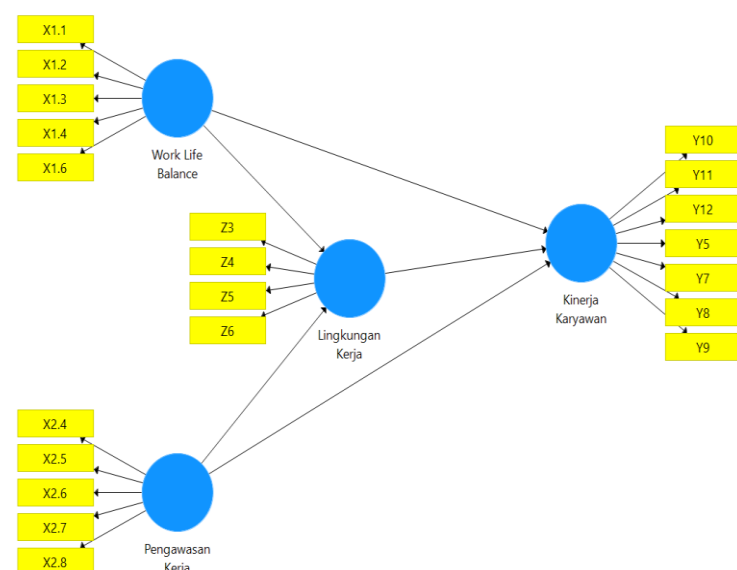 X1.1
X1.2
X1.3
X1.4
X1.6
Work Life
Balance
Z3
Z4
Z5
Z6
Lingkungan
Kerja
Y10
Y11
Y12
Y5
Y7
Y8
Y9
Kinerja
Karyawan
X2.4
X2.5
X2.6
X2.7
X2.8
Pengawasan
Kerja